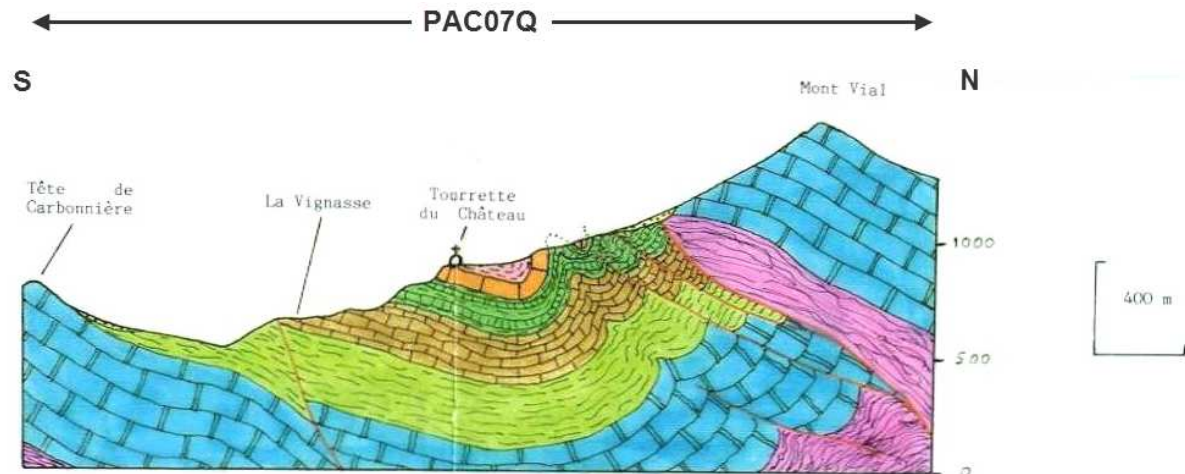 PAC07Q
S
N
Mont Vial
Tête de
Carbonnière
La Vignasse
Tourrette
du Château
1000
400 m
500
0